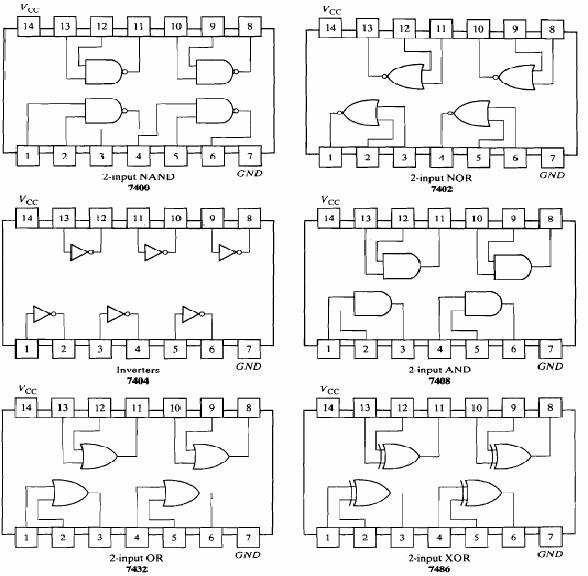 VCC
14 13 12 11 10 9 8
1 2 3 4 5 6 7
2-input NAND GND
7400
VCC
14 13 12 11 10 9 8
1 2 3 4 5 6 7
2-input NOR GND
7402
VCC
14 13 12 11 10 9 8
1 2 3 4 5 6 7
Inverters GND
7404
VCC
14 13 12 11 10 9 8
1 2 3 4 5 6 7
2-input AND GND
7408
VCC
14 13 12 11 10 9 8
1 2 3 4 5 6 7
2-input OR GND
7432
VCC
14 13 12 11 10 9 8
1 2 3 4 5 6 7
2-input XOR GND
7486